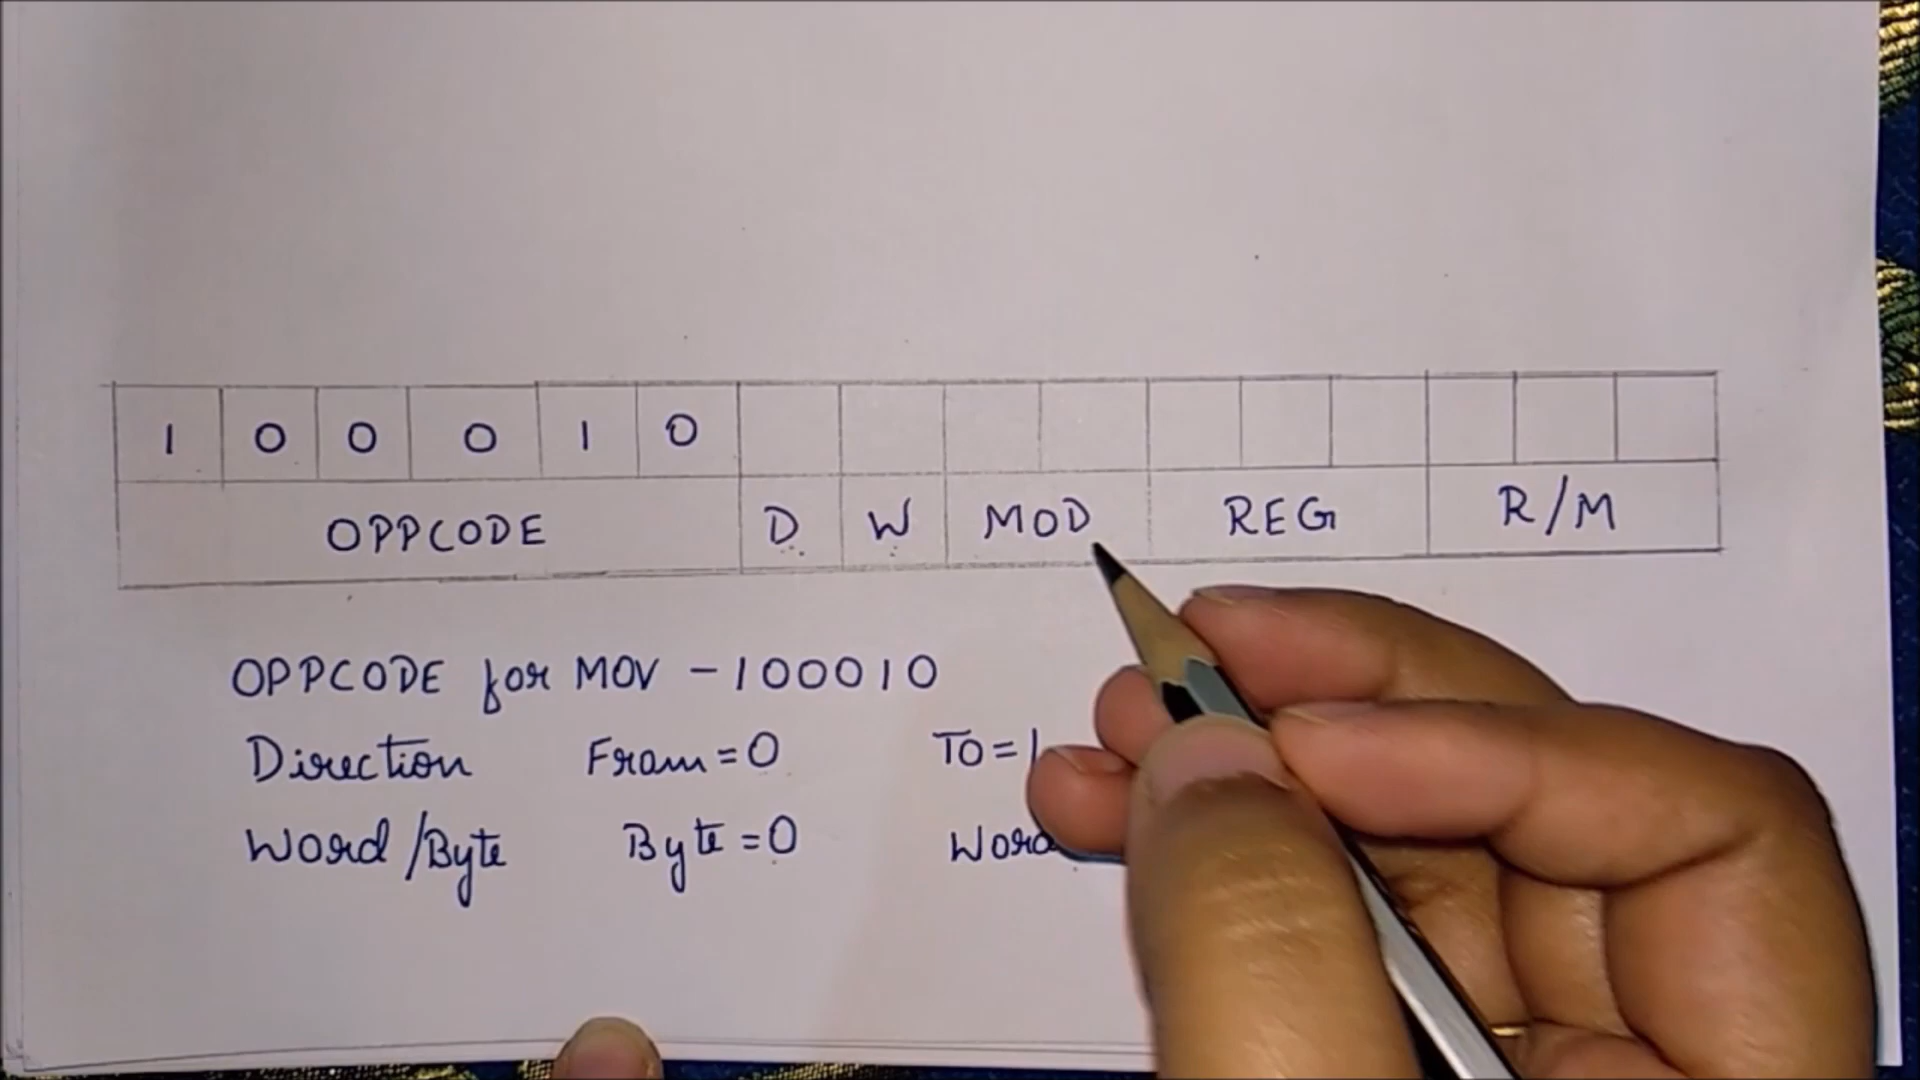 1 0 0 0 1 0
OPPCODE D W MOD REG R/M
OPPCODE for MOV - 100010
Direction From = 0 To = 1
Word/Byte Byte = 0 Word